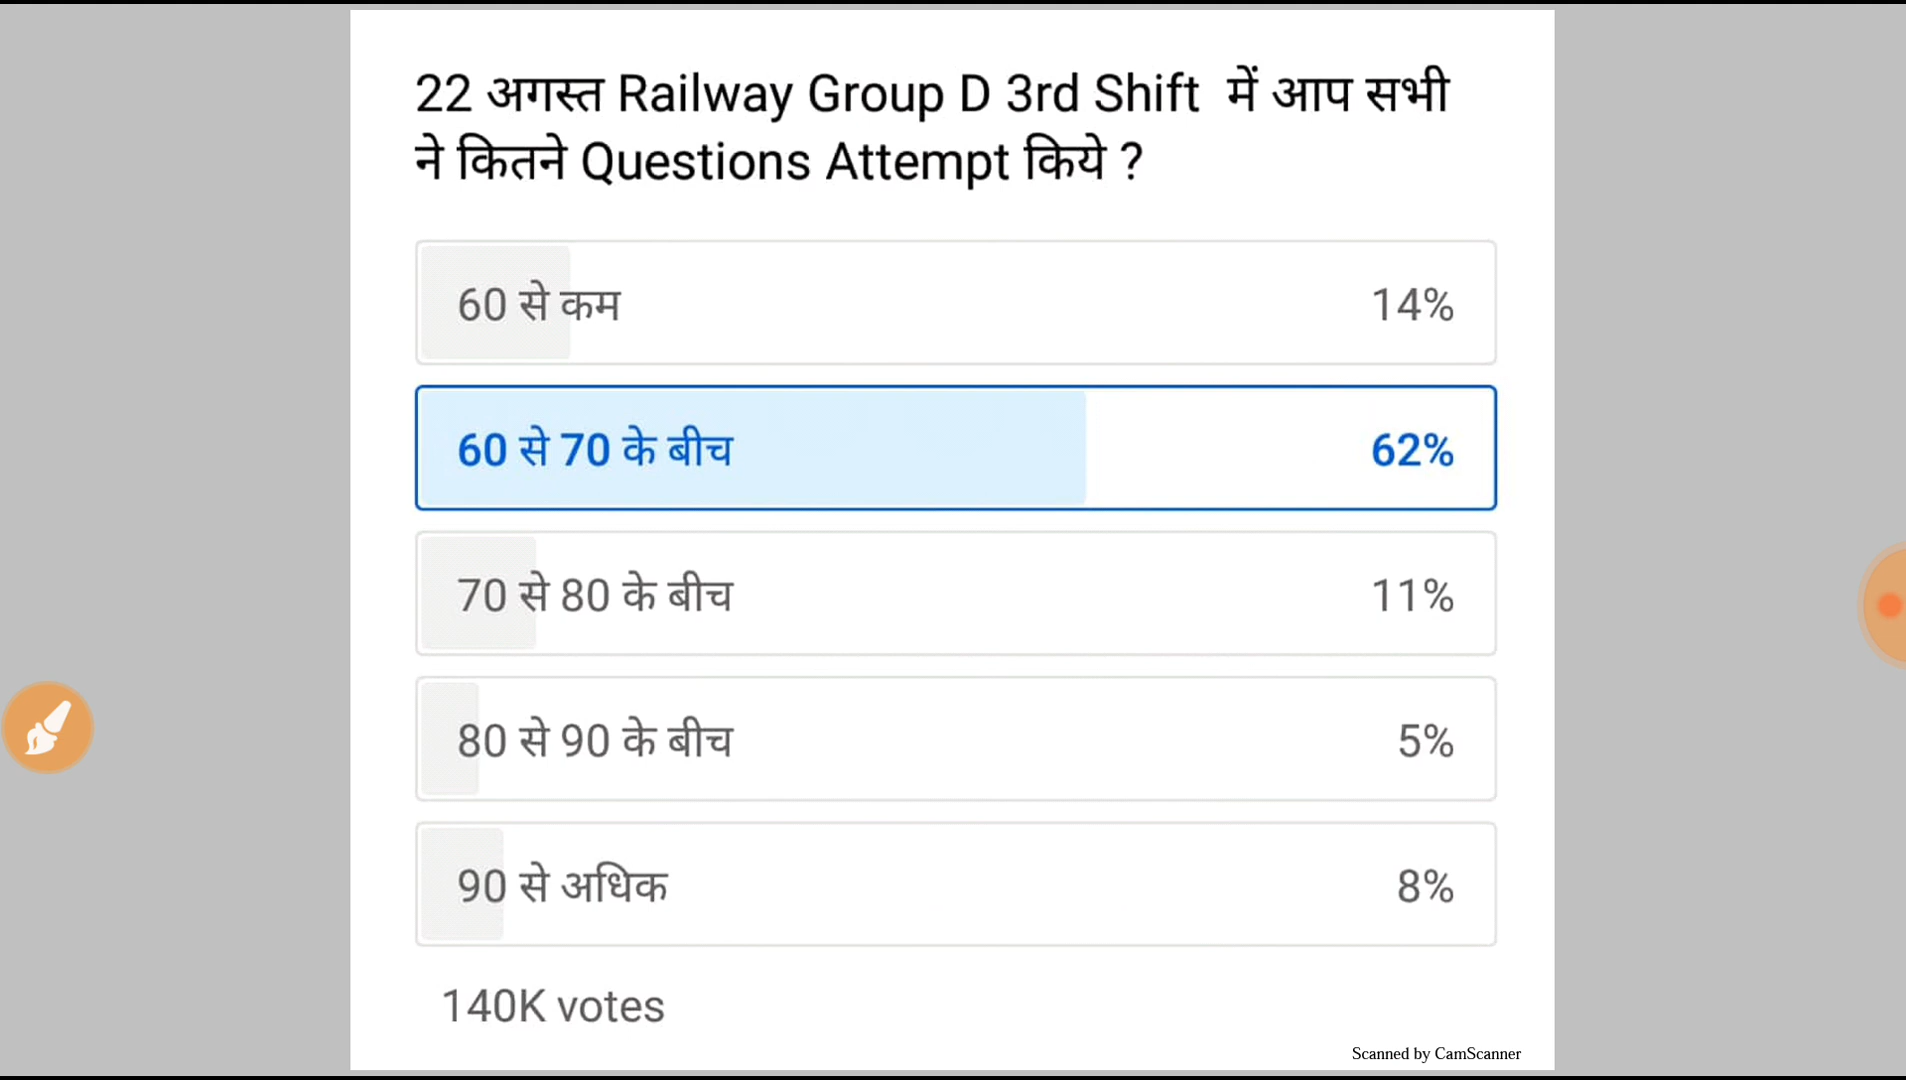 22 अगस्त Railway Group D 3rd Shift में आप सभी
ने कितने Questions Attempt किये ?
60 से कम 14%
60 से 70 के बीच 62%
70 से 80 के बीच 11%
80 से 90 के बीच 5%
90 से अधिक 8%
140K votes
Scanned by CamScanner